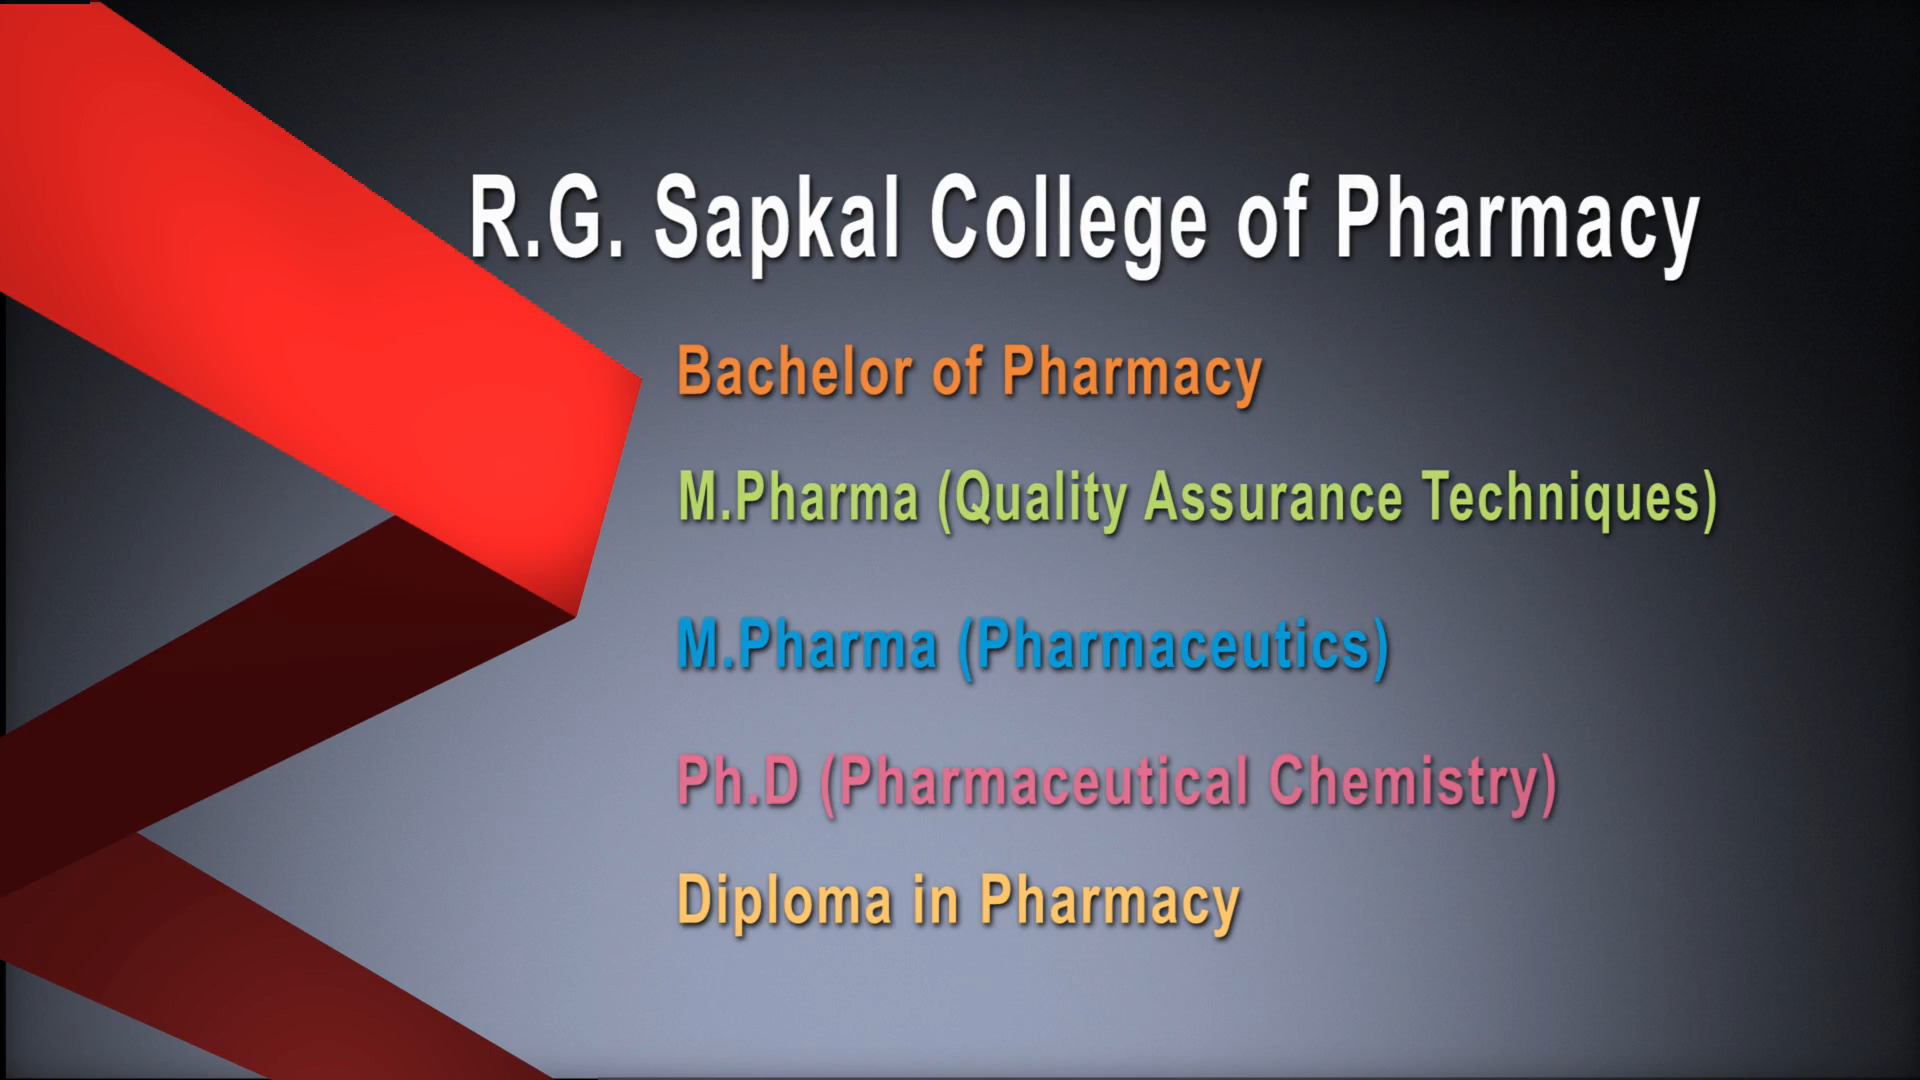 R.G. Sapkal College of Pharmacy
Bachelor of Pharmacy
M.Pharma (Quality Assurance Techniques)
M.Pharma (Pharmaceutics)
Ph.D (Pharmaceutical Chemistry)
Diploma in Pharmacy